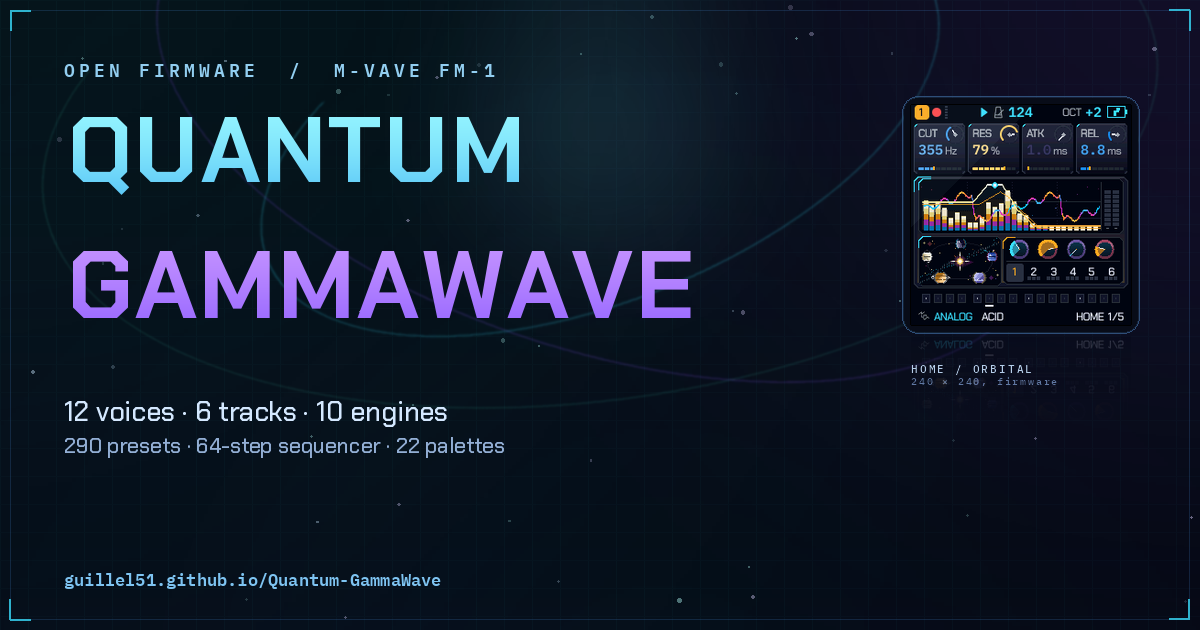 OPEN FIRMWARE / M-VAVE FM-1
QUANTUM
GAMMAWAVE
12 voices · 6 tracks · 10 engines
290 presets · 64-step sequencer · 22 palettes
guillel51.github.io/Quantum-GammaWave
1 124 OCT +2
CUT RES ATK REL
355 Hz 79 % 1.0 ms 8.8 ms
1 2 3 4 5 6
ANALOG ACID HOME 1/5
HOME / ORBITAL
240 × 240, firmware